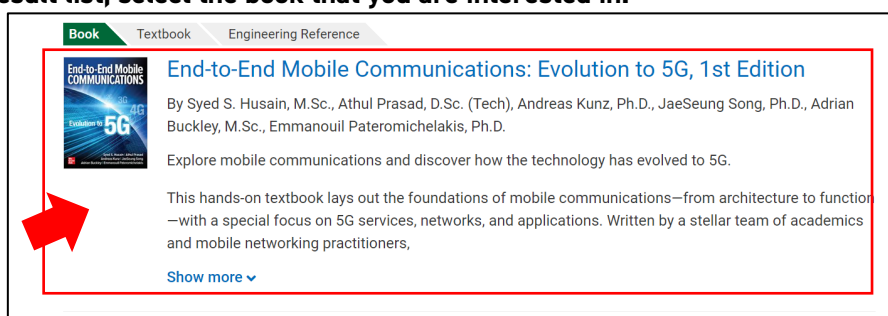 esult list, select the book that you are interested in.
Book Textbook Engineering Reference
End-to-End Mobile
COMMUNICATIONS
3G
4G
Evolution to 5G
End-to-End Mobile Communications: Evolution to 5G, 1st Edition
By Syed S. Husain, M.Sc., Athul Prasad, D.Sc. (Tech), Andreas Kunz, Ph.D., JaeSeung Song, Ph.D., Adrian
Buckley, M.Sc., Emmanouil Pateromichelakis, Ph.D.
Explore mobile communications and discover how the technology has evolved to 5G.
This hands-on textbook lays out the foundations of mobile communications—from architecture to function
—with a special focus on 5G services, networks, and applications. Written by a stellar team of academics
and mobile networking practitioners,
Show more